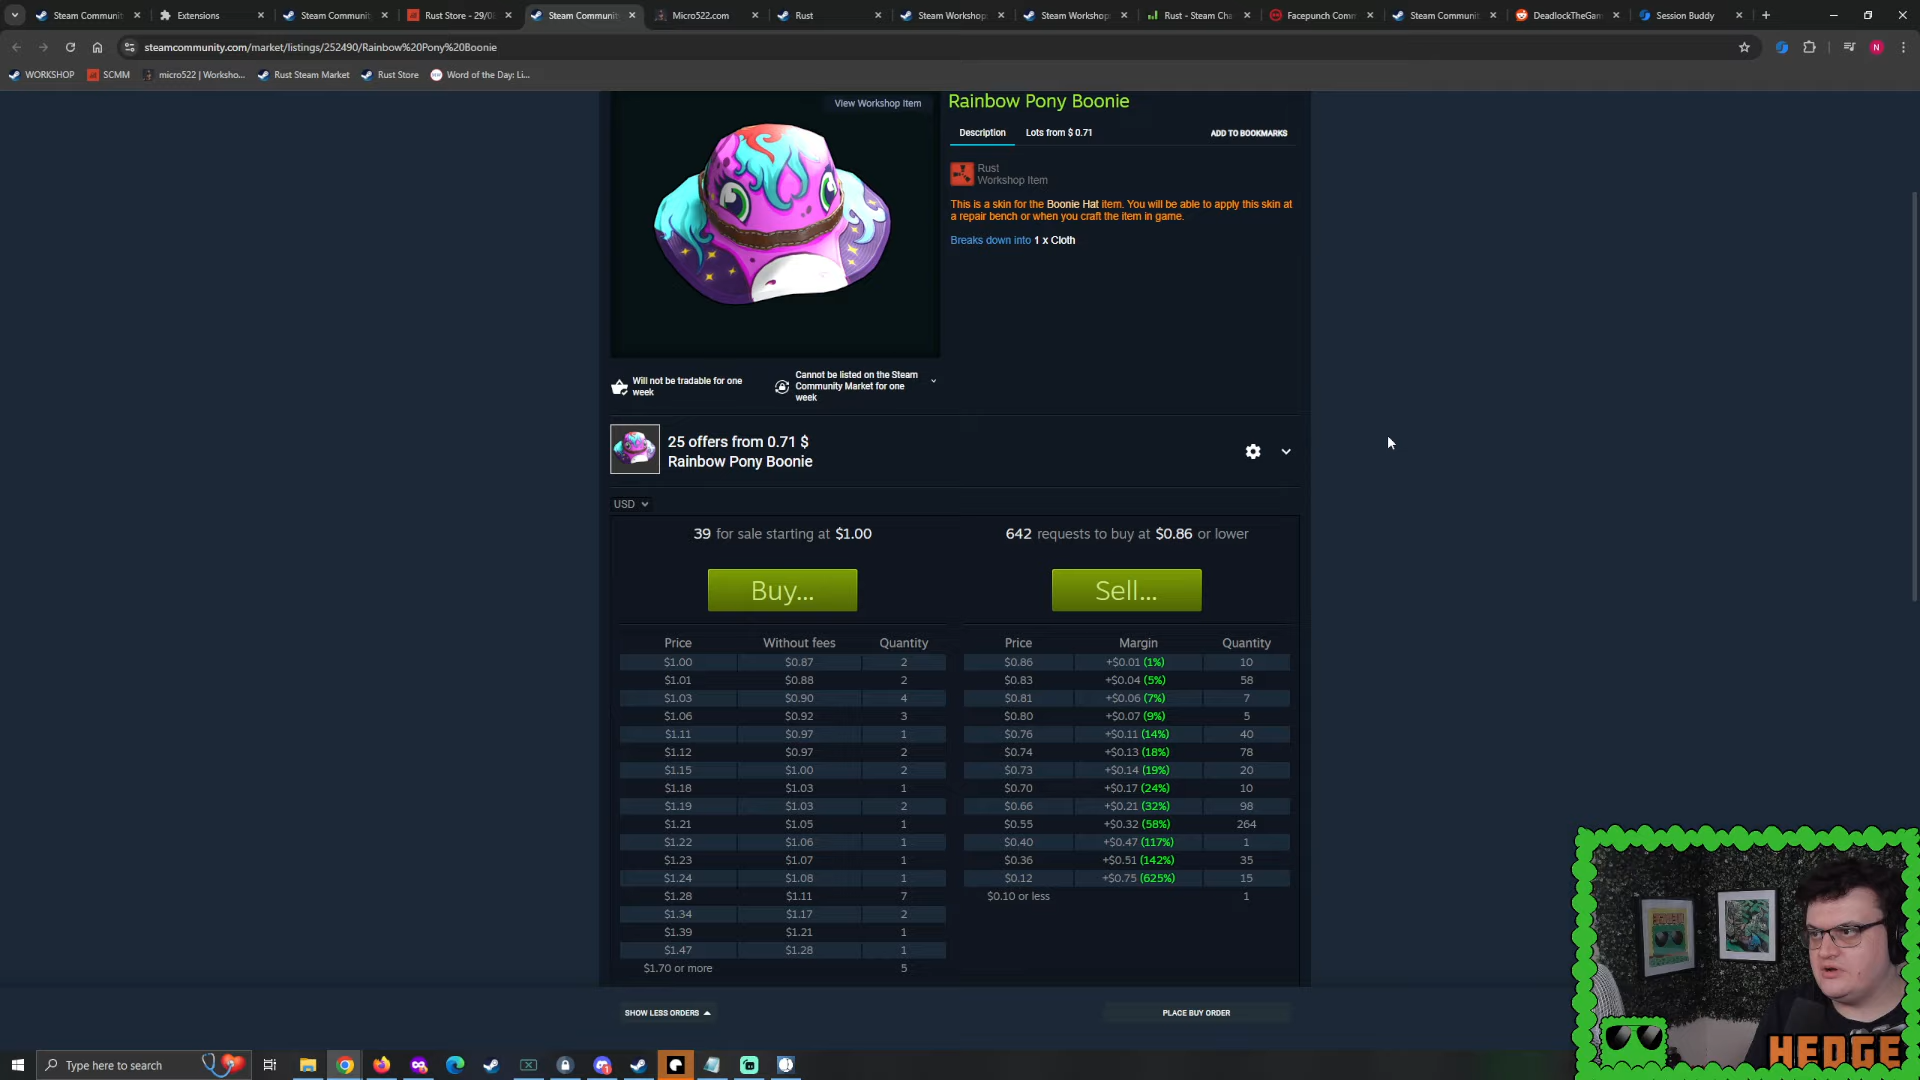 Steam Communit
Extensions
Steam Communit
Rust Store - 29/0
Steam Communit
Micro522.com
Rust
Steam Workshop
Steam Workshop
Rust - Steam Cha
Facepunch Comm
Steam Communit
DeadlockTheGam
Session Buddy
steamcommunity.com/market/listings/252490/Rainbow%20Pony%20Boonie
N
WORKSHOP
SCMM
micro522 | Worksho...
Rust Steam Market
Rust Store
Word of the Day: Li...
View Workshop Item
Rainbow Pony Boonie
Description
Lots from $ 0.71
ADD TO BOOKMARKS
Rust
Workshop Item
This is a skin for the Boonie Hat item. You will be able to apply this skin at
a repair bench or when you craft the item in game.
Breaks down into 1 x Cloth
Will not be tradable for one
week
Cannot be listed on the Steam
Community Market for one
week
25 offers from 0.71 $
Rainbow Pony Boonie
USD
39 for sale starting at $1.00
642 requests to buy at $0.86 or lower
Buy...
Sell...
Price Without fees Quantity
$1.00 $0.87 2
$1.01 $0.88 2
$1.03 $0.90 4
$1.06 $0.92 3
$1.11 $0.97 1
$1.12 $0.97 2
$1.15 $1.00 2
$1.18 $1.03 1
$1.19 $1.03 2
$1.21 $1.05 1
$1.22 $1.06 1
$1.23 $1.07 1
$1.24 $1.08 1
$1.28 $1.11 7
$1.34 $1.17 2
$1.39 $1.21 1
$1.47 $1.28 1
$1.70 or more 5
Price Margin Quantity
$0.86 +$0.01 (1%) 10
$0.83 +$0.04 (5%) 58
$0.81 +$0.06 (7%) 7
$0.80 +$0.07 (9%) 5
$0.76 +$0.11 (14%) 40
$0.74 +$0.13 (18%) 78
$0.73 +$0.14 (19%) 20
$0.70 +$0.17 (24%) 10
$0.66 +$0.21 (32%) 98
$0.55 +$0.32 (58%) 264
$0.40 +$0.47 (117%) 1
$0.36 +$0.51 (142%) 35
$0.12 +$0.75 (625%) 15
$0.10 or less 1
SHOW LESS ORDERS
PLACE BUY ORDER
Type here to search
HEDGE